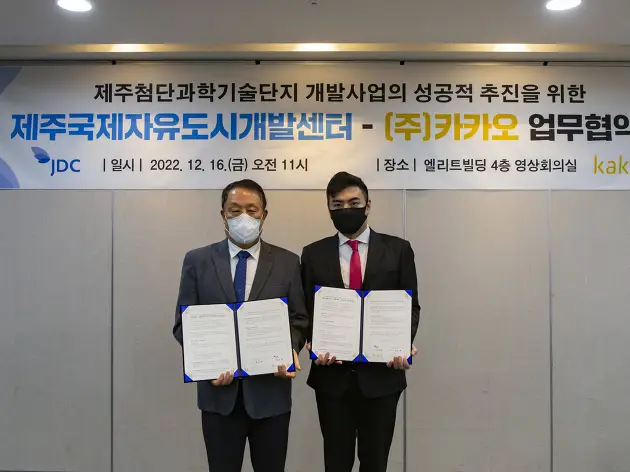 제주첨단과학기술단지 개발사업의 성공적 추진을 위한
제주국제자유도시개발센터 - (주)카카오 업무협약
JDC | 일시 | 2022. 12. 16.(금) 오전 11시 | 장소 | 엘리트빌딩 4층 영상회의실 kak